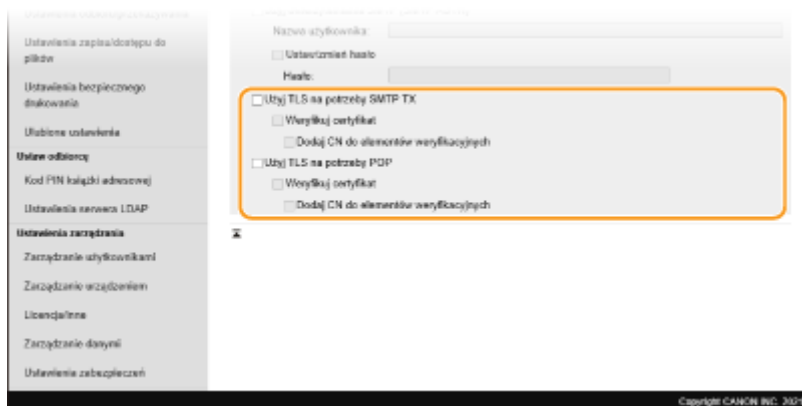 Nazwa użytkownika:
Ustawienia zapisu/dostępu do
plików
Ustaw/zmień hasło
Hasło:
Ustawienia bezpiecznego
drukowania
Ulubione ustawienia
Ustaw odbiorcę
Kod PIN książki adresowej
Ustawienia serwera LDAP
Ustawienia zarządzania
Zarządzanie użytkownikami
Zarządzanie urządzeniem
Licencja/Inne
Zarządzanie danymi
Ustawienia zabezpieczeń
Użyj TLS na potrzeby SMTP TX
Weryfikuj certyfikat
Dodaj CN do elementów weryfikacyjnych
Użyj TLS na potrzeby POP
Weryfikuj certyfikat
Dodaj CN do elementów weryfikacyjnych
Copyright CANON INC. 2021